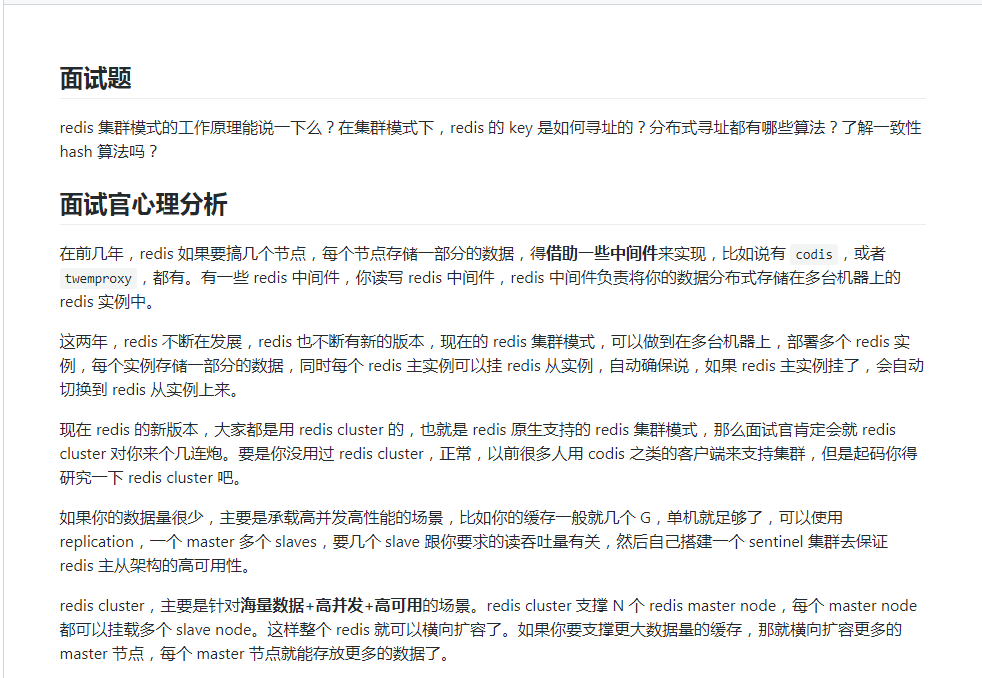 面试题
redis 集群模式的工作原理能说一下么？在集群模式下，redis 的 key 是如何寻址的？分布式寻址都有哪些算法？了解一致性
hash 算法吗？
面试官心理分析
在前几年，redis 如果要搞几个节点，每个节点存储一部分的数据，得借助一些中间件来实现，比如说有 codis ，或者
twemproxy ，都有。有一些 redis 中间件，你读写 redis 中间件，redis 中间件负责将你的数据分布式存储在多台机器上的
redis 实例中。
这两年，redis 不断在发展，redis 也不断有新的版本，现在的 redis 集群模式，可以做到在多台机器上，部署多个 redis 实
例，每个实例存储一部分的数据，同时每个 redis 主实例可以挂 redis 从实例，自动确保说，如果 redis 主实例挂了，会自动
切换到 redis 从实例上来。
现在 redis 的新版本，大家都是用 redis cluster 的，也就是 redis 原生支持的 redis 集群模式，那么面试官肯定会就 redis
cluster 对你来个几连炮。要是你没用过 redis cluster，正常，以前很多人用 codis 之类的客户端来支持集群，但是起码你得
研究一下 redis cluster 吧。
如果你的数据量很少，主要是承载高并发高性能的场景，比如你的缓存一般就几个 G，单机就足够了，可以使用
replication，一个 master 多个 slaves，要几个 slave 跟你要求的读吞吐量有关，然后自己搭建一个 sentinel 集群去保证
redis 主从架构的高可用性。
redis cluster，主要是针对海量数据+高并发+高可用的场景。redis cluster 支撑 N 个 redis master node，每个 master node
都可以挂载多个 slave node。这样整个 redis 就可以横向扩容了。如果你要支撑更大数据量的缓存，那就横向扩容更多的
master 节点，每个 master 节点就能存放更多的数据了。